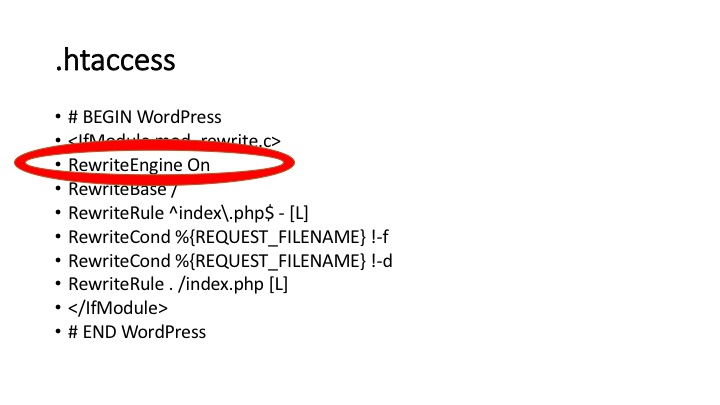 .htaccess
• # BEGIN WordPress
• <IfModule mod_rewrite.c>
• RewriteEngine On
• RewriteBase /
• RewriteRule ^index\.php$ - [L]
• RewriteCond %{REQUEST_FILENAME} !-f
• RewriteCond %{REQUEST_FILENAME} !-d
• RewriteRule . /index.php [L]
• </IfModule>
• # END WordPress